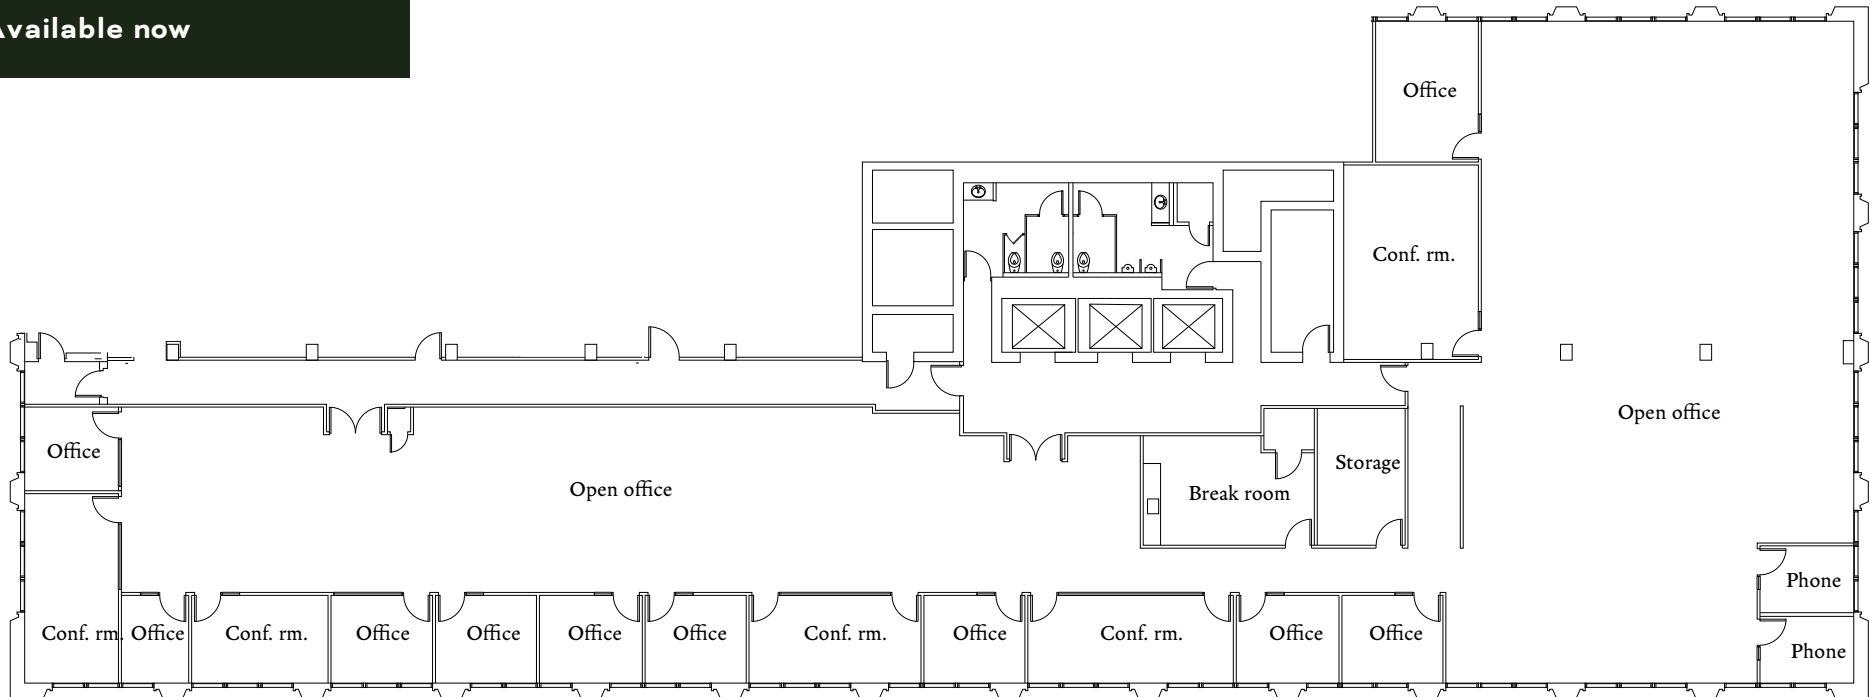 Available now
Office
Conf. rm.
Open office
Office
Storage
Open office
Break room
Phone
Conf. rm.
Office
Conf. rm.
Office
Office
Office
Office
Conf. rm.
Office
Conf. rm.
Office
Office
Phone